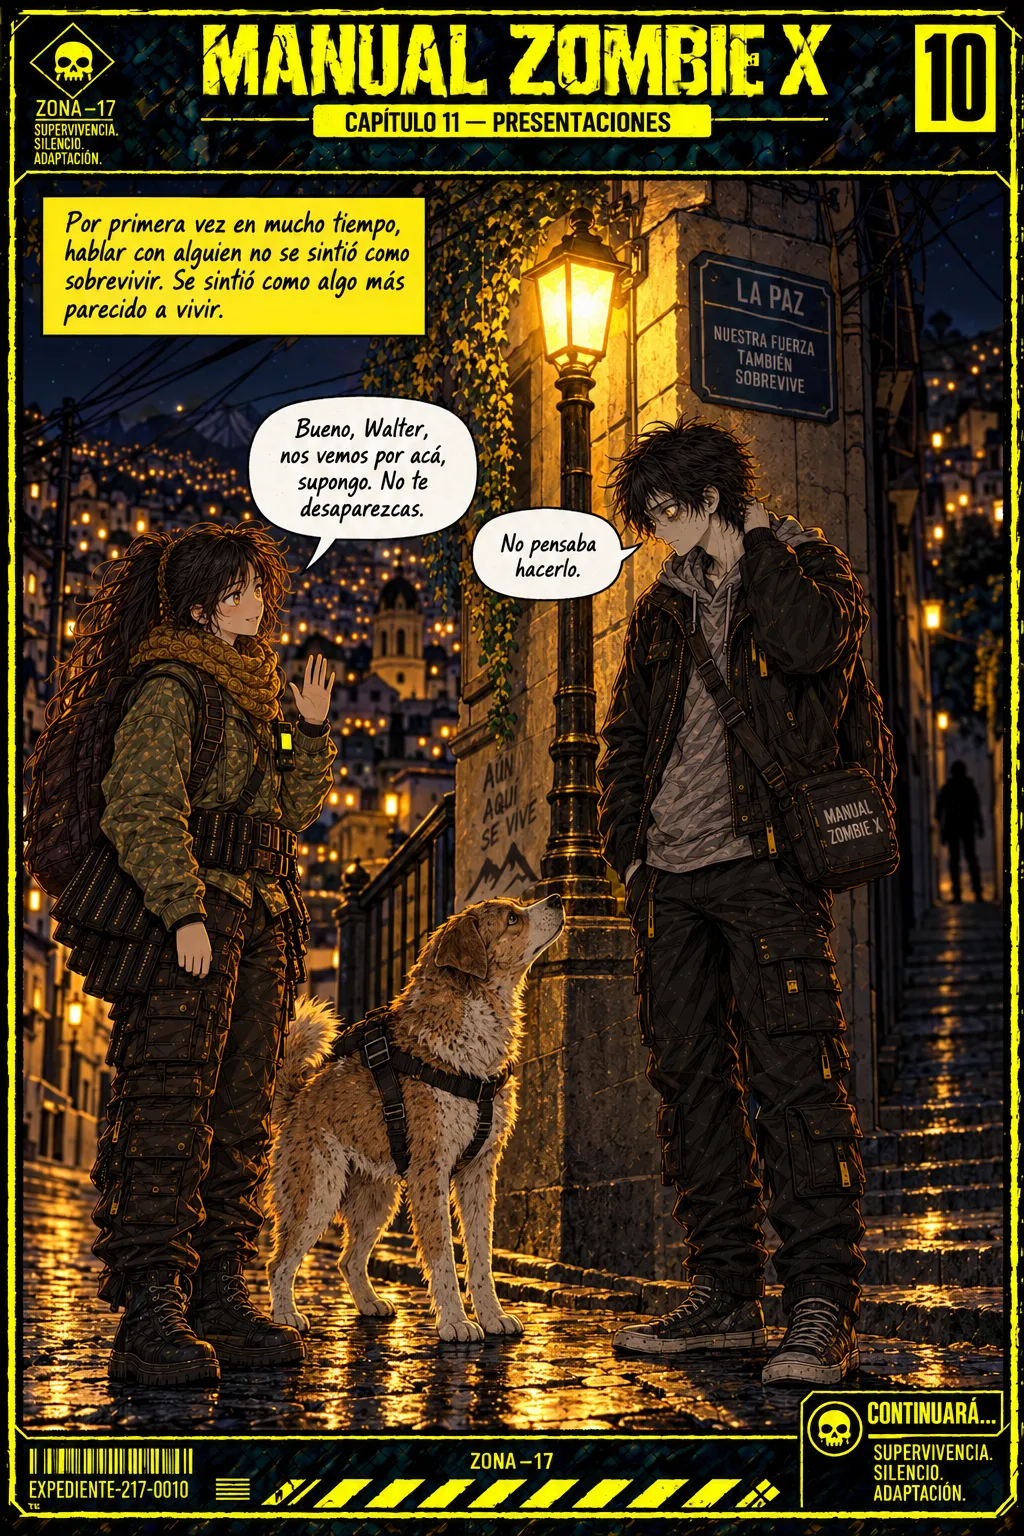 MANUAL ZOMBIE X
CAPÍTULO 11 — PRESENTACIONES
10
ZONA-17
SUPERVIVENCIA.
SILENCIO.
ADAPTACIÓN.
Por primera vez en mucho tiempo,
hablar con alguien no se sintió como
sobrevivir. Se sintió como algo más
parecido a vivir.
LA PAZ
NUESTRA FUERZA
TAMBIÉN
SOBREVIVE
Bueno, Walter,
nos vemos por acá,
supongo. No te
desaparezcas.
No pensaba
hacerlo.
AÚN
AQUI
SE VIVE
MANUAL
ZOMBIE X
CONTINUARÁ...
SUPERVIVENCIA.
SILENCIO.
ADAPTACIÓN.
ZONA-17
EXPEDIENTE-217-0010